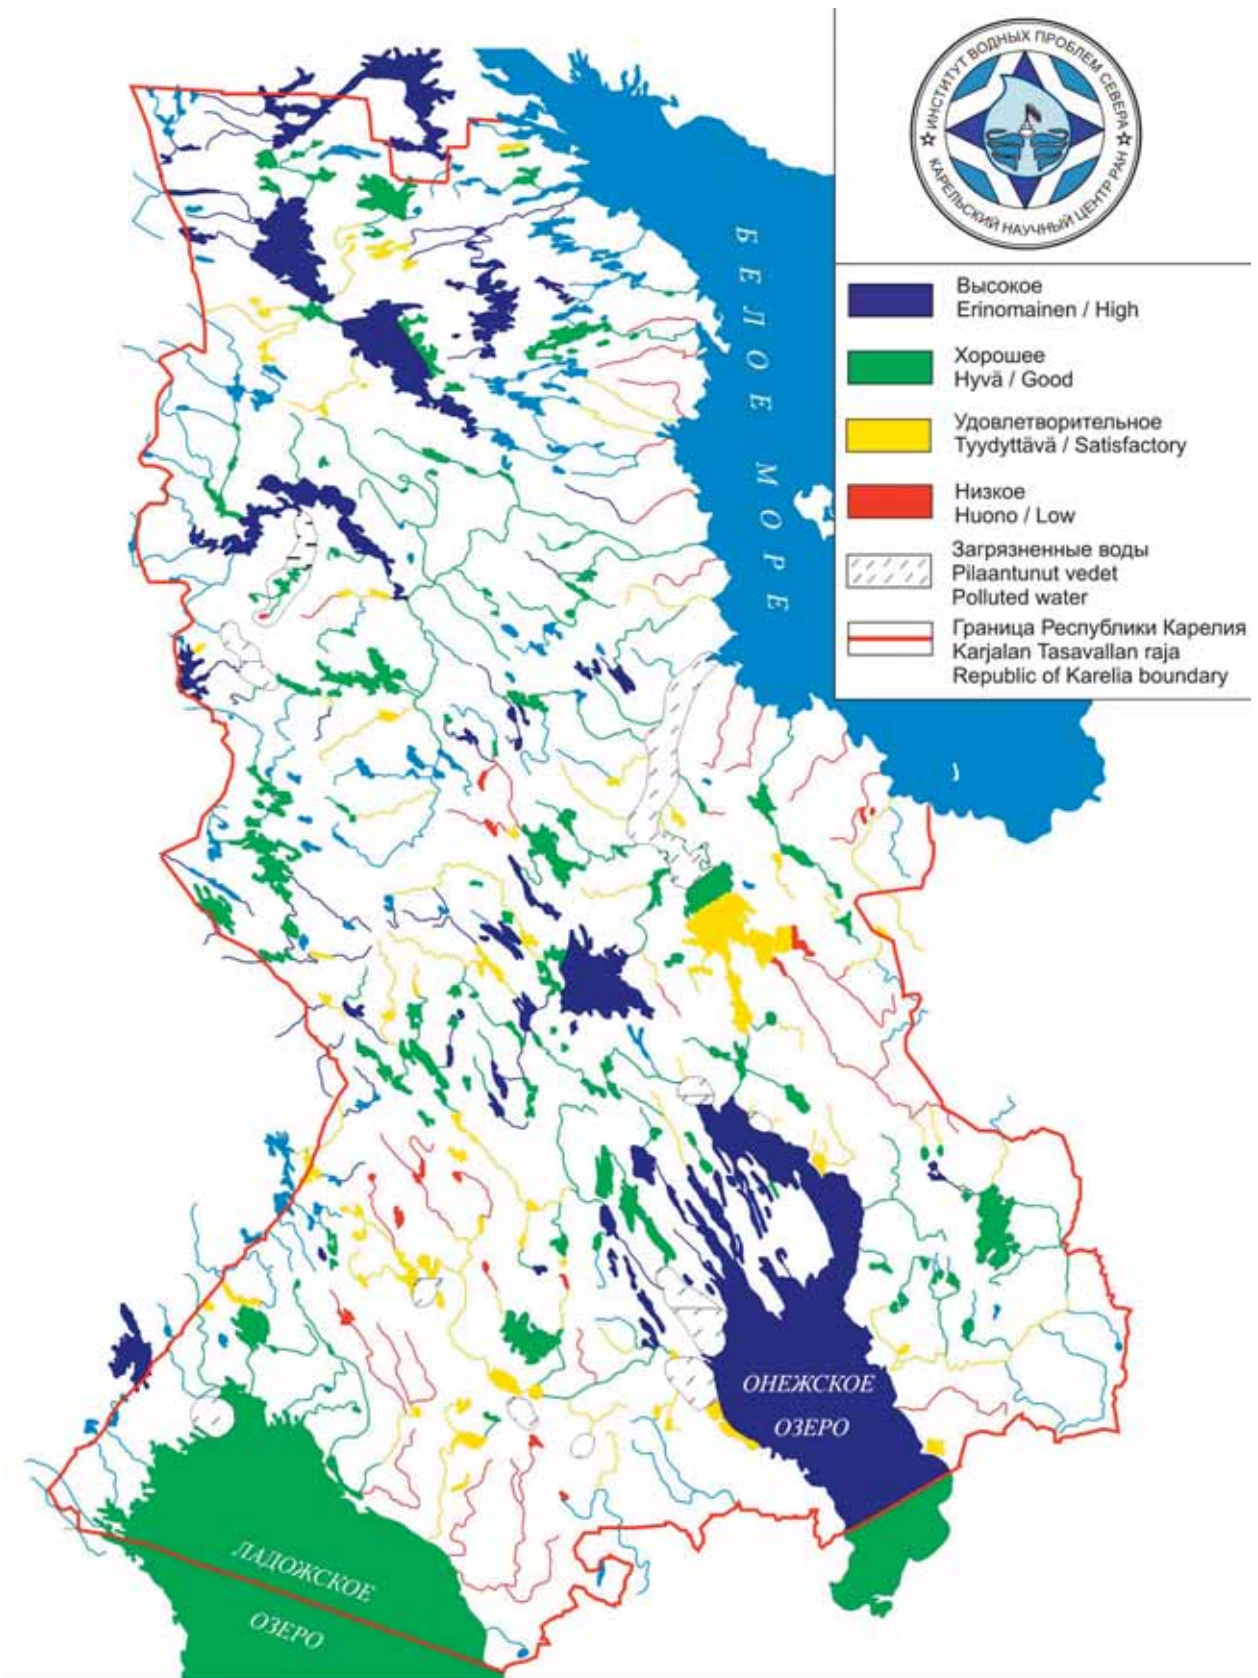 ИНСТИТУТ ВОДНЫХ ПРОБЛЕМ СЕВЕРА
КАРЕЛЬСКИЙ НАУЧНЫЙ ЦЕНТР РАН
Высокое
Erinomainen / High
Хорошее
Hyvä / Good
Удовлетворительное
Tyydyttävä / Satisfactory
Низкое
Huono / Low
Загрязненные воды
Pilaantunut vedet
Polluted water
Граница Республики Карелия
Karjalan Tasavallan raja
Republic of Karelia boundary
БЕЛОЕ МОРЕ
ОНЕЖСКОЕ
ОЗЕРО
ЛАДОЖСКОЕ
ОЗЕРО